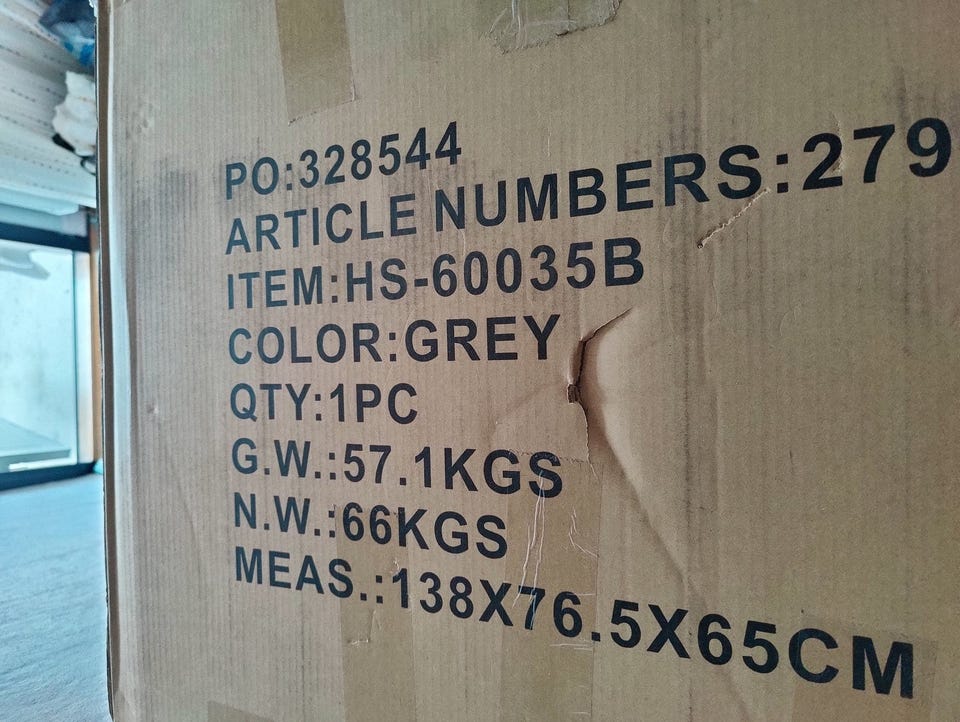 PO:328544
ARTICLE NUMBERS:279
ITEM:HS-60035B
COLOR:GREY
QTY:1PC
G.W.:57.1KGS
N.W.:66KGS
MEAS.:138X76.5X65CM